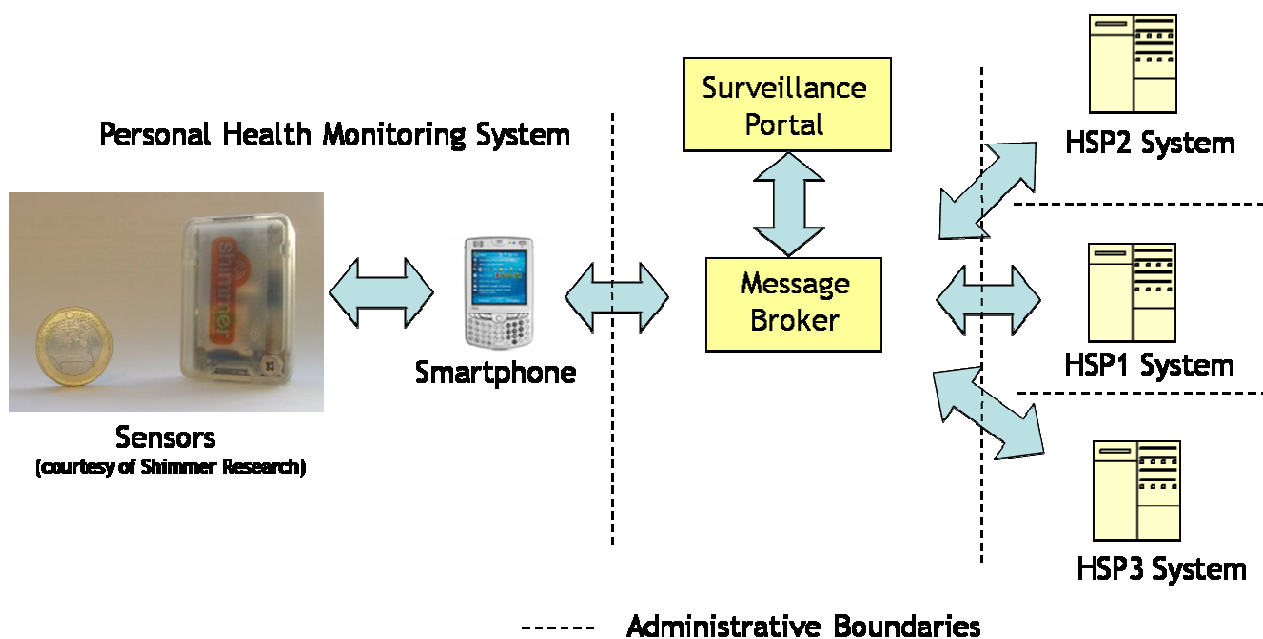 Personal Health Monitoring System
Surveillance
Portal
HSP2 System
shimmer
Message
Broker
Smartphone
HSP1 System
Sensors
(courtesy of Shimmer Research)
HSP3 System
Administrative Boundaries